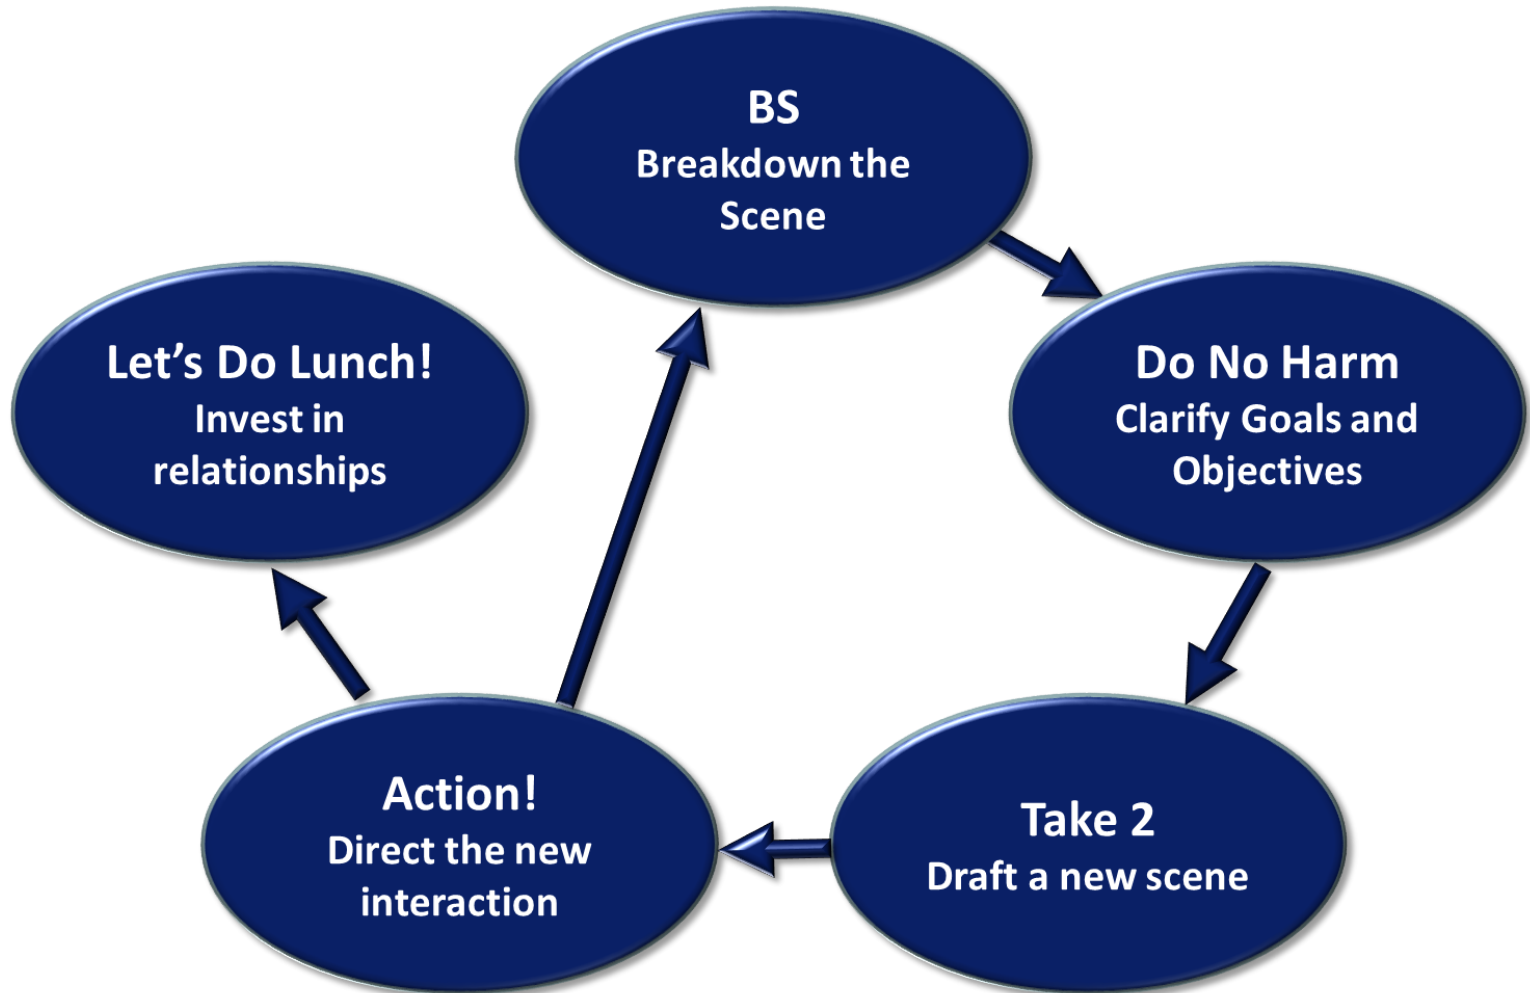 BS
Breakdown the
Scene
Do No Harm
Clarify Goals and
Objectives
Take 2
Draft a new scene
Action!
Direct the new
interaction
Let’s Do Lunch!
Invest in
relationships